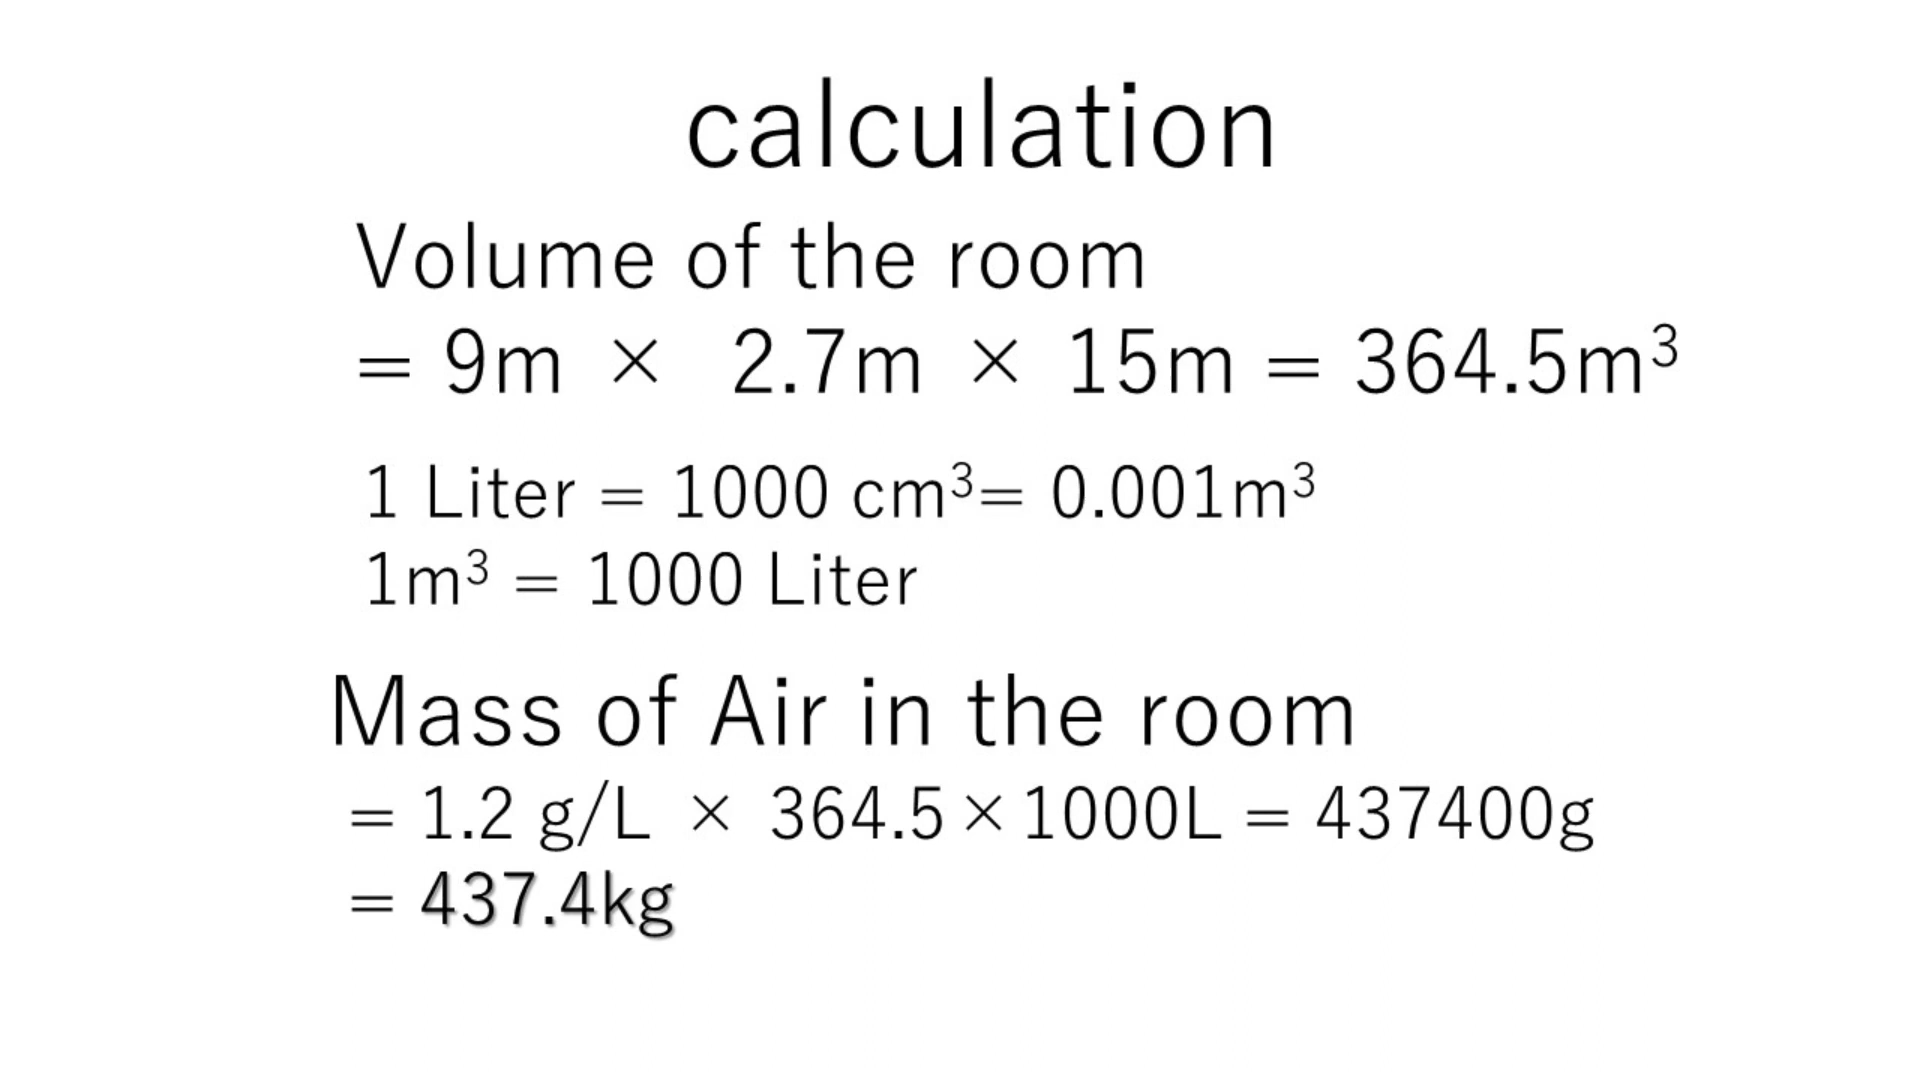 calculation
Volume of the room
= 9m × 2.7m × 15m = 364.5m³
1 Liter = 1000 cm³= 0.001m³
1m³ = 1000 Liter
Mass of Air in the room
= 1.2 g/L × 364.5×1000L = 437400g
= 437.4kg